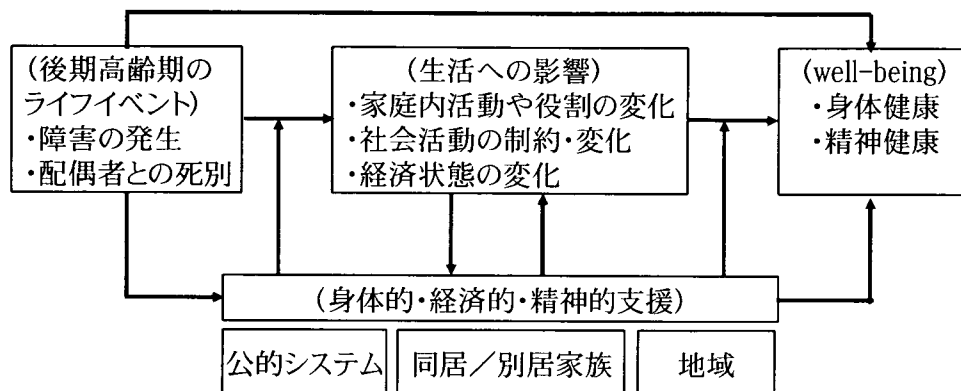 (後期高齢期の
ライフイベント)
・障害の発生
・配偶者との死別
(生活への影響)
・家庭内活動や役割の変化
・社会活動の制約・変化
・経済状態の変化
(well-being)
・身体健康
・精神健康
(身体的・経済的・精神的支援)
公的システム
同居／別居家族
地域